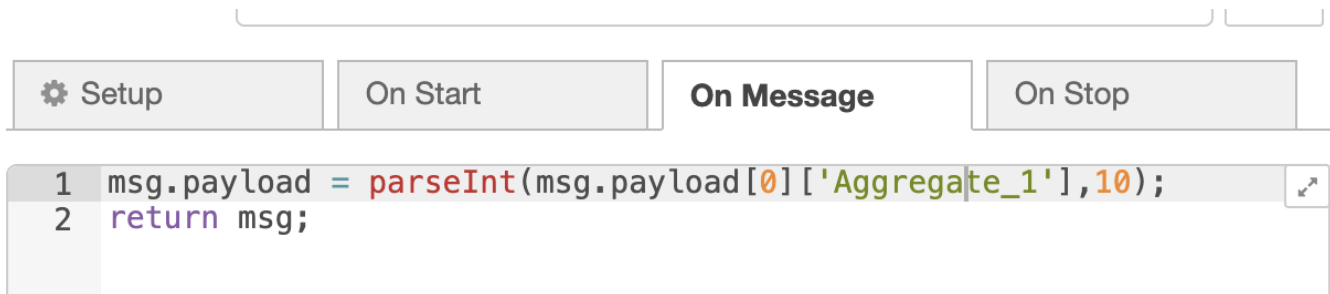 Setup On Start On Message On Stop
1 msg.payload = parseInt(msg.payload[0]['Aggregate_1'],10);
2 return msg;